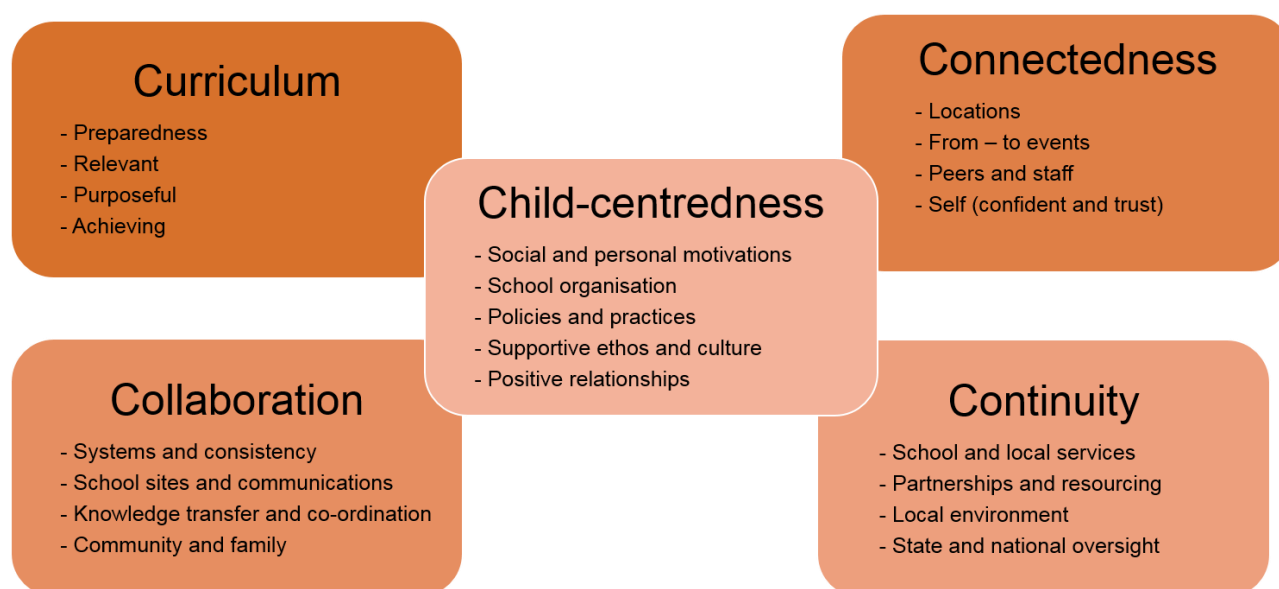 Curriculum
- Preparedness
- Relevant
- Purposeful
- Achieving
Connectedness
- Locations
- From – to events
- Peers and staff
- Self (confident and trust)
Child-centredness
- Social and personal motivations
- School organisation
- Policies and practices
- Supportive ethos and culture
- Positive relationships
Collaboration
- Systems and consistency
- School sites and communications
- Knowledge transfer and co-ordination
- Community and family
Continuity
- School and local services
- Partnerships and resourcing
- Local environment
- State and national oversight